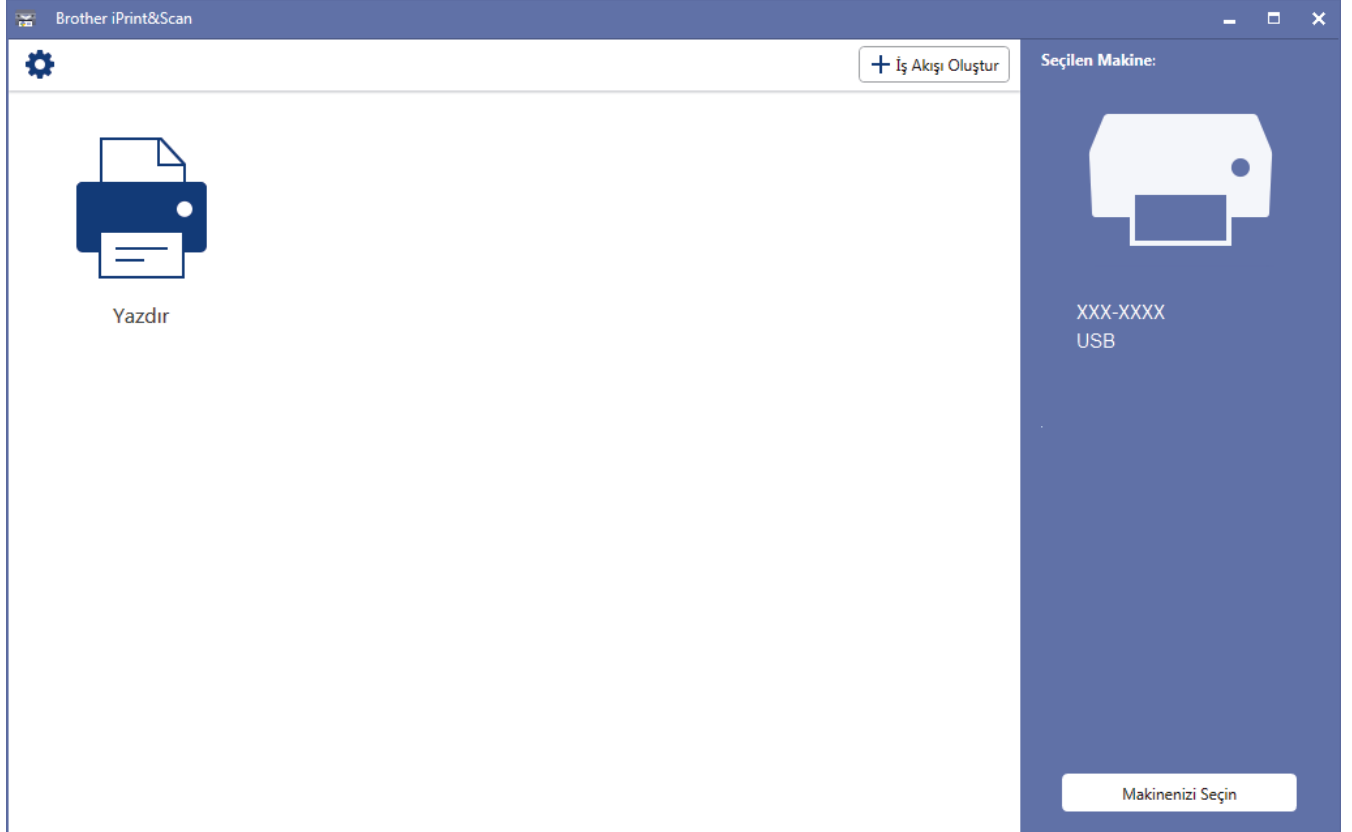 Brother iPrint&Scan
İş Akışı Oluştur
Seçilen Makine:
Yazdır
XXX-XXXX
USB
Makinenizi Seçin